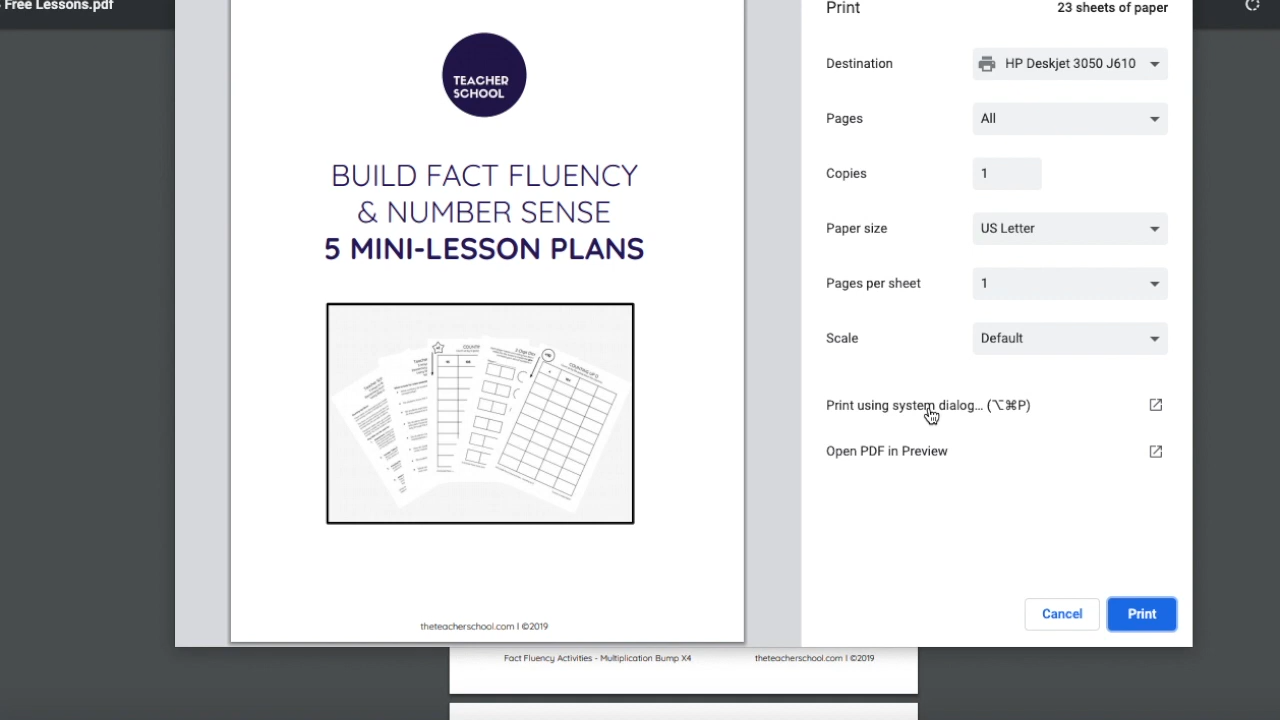 Free Lessons.pdf
TEACHER
SCHOOL
BUILD FACT FLUENCY
& NUMBER SENSE
5 MINI-LESSON PLANS
COUNTING UP
theteacherschool.com | ©2019
Fact Fluency Activities - Multiplication Bump X4
theteacherschool.com | ©2019
Print
23 sheets of paper
Destination
HP Deskjet 3050 J610
Pages
All
Copies
1
Paper size
US Letter
Pages per sheet
1
Scale
Default
Print using system dialog... (⌥⌘P)
Open PDF in Preview
Cancel
Print